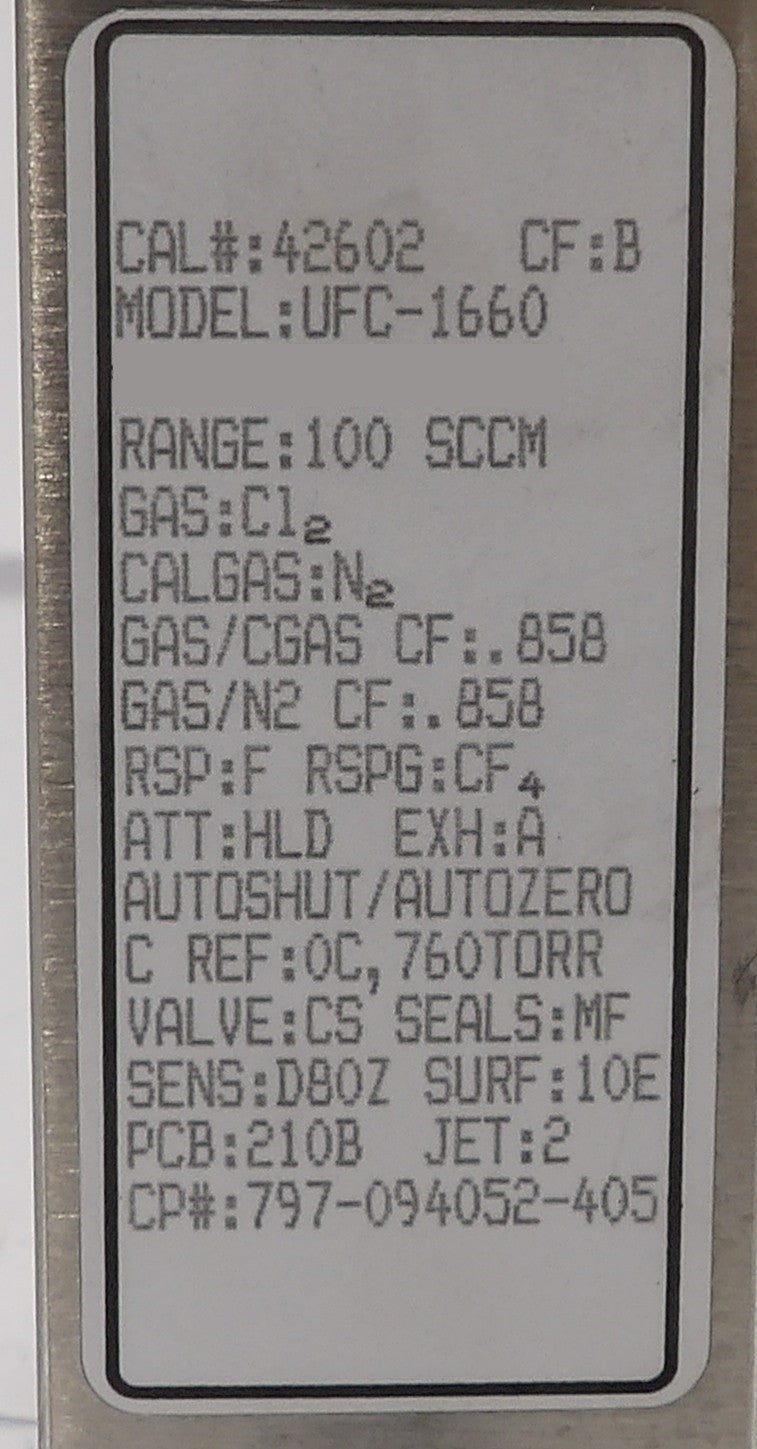 CAL#:42602 CF:B
MODEL:UFC-1660
RANGE:100 SCCM
GAS:Cl₂
CALGAS:N₂
GAS/CGAS CF:.858
GAS/N2 CF:.858
RSP:F RSPG:CF₄
ATT:HLD EXH:A
AUTOSHUT/AUTOZERO
C REF:0C,760TORR
VALVE:CS SEALS:MF
SENS:D80Z SURF:10E
PCB:210B JET:2
CP#:797-094052-405